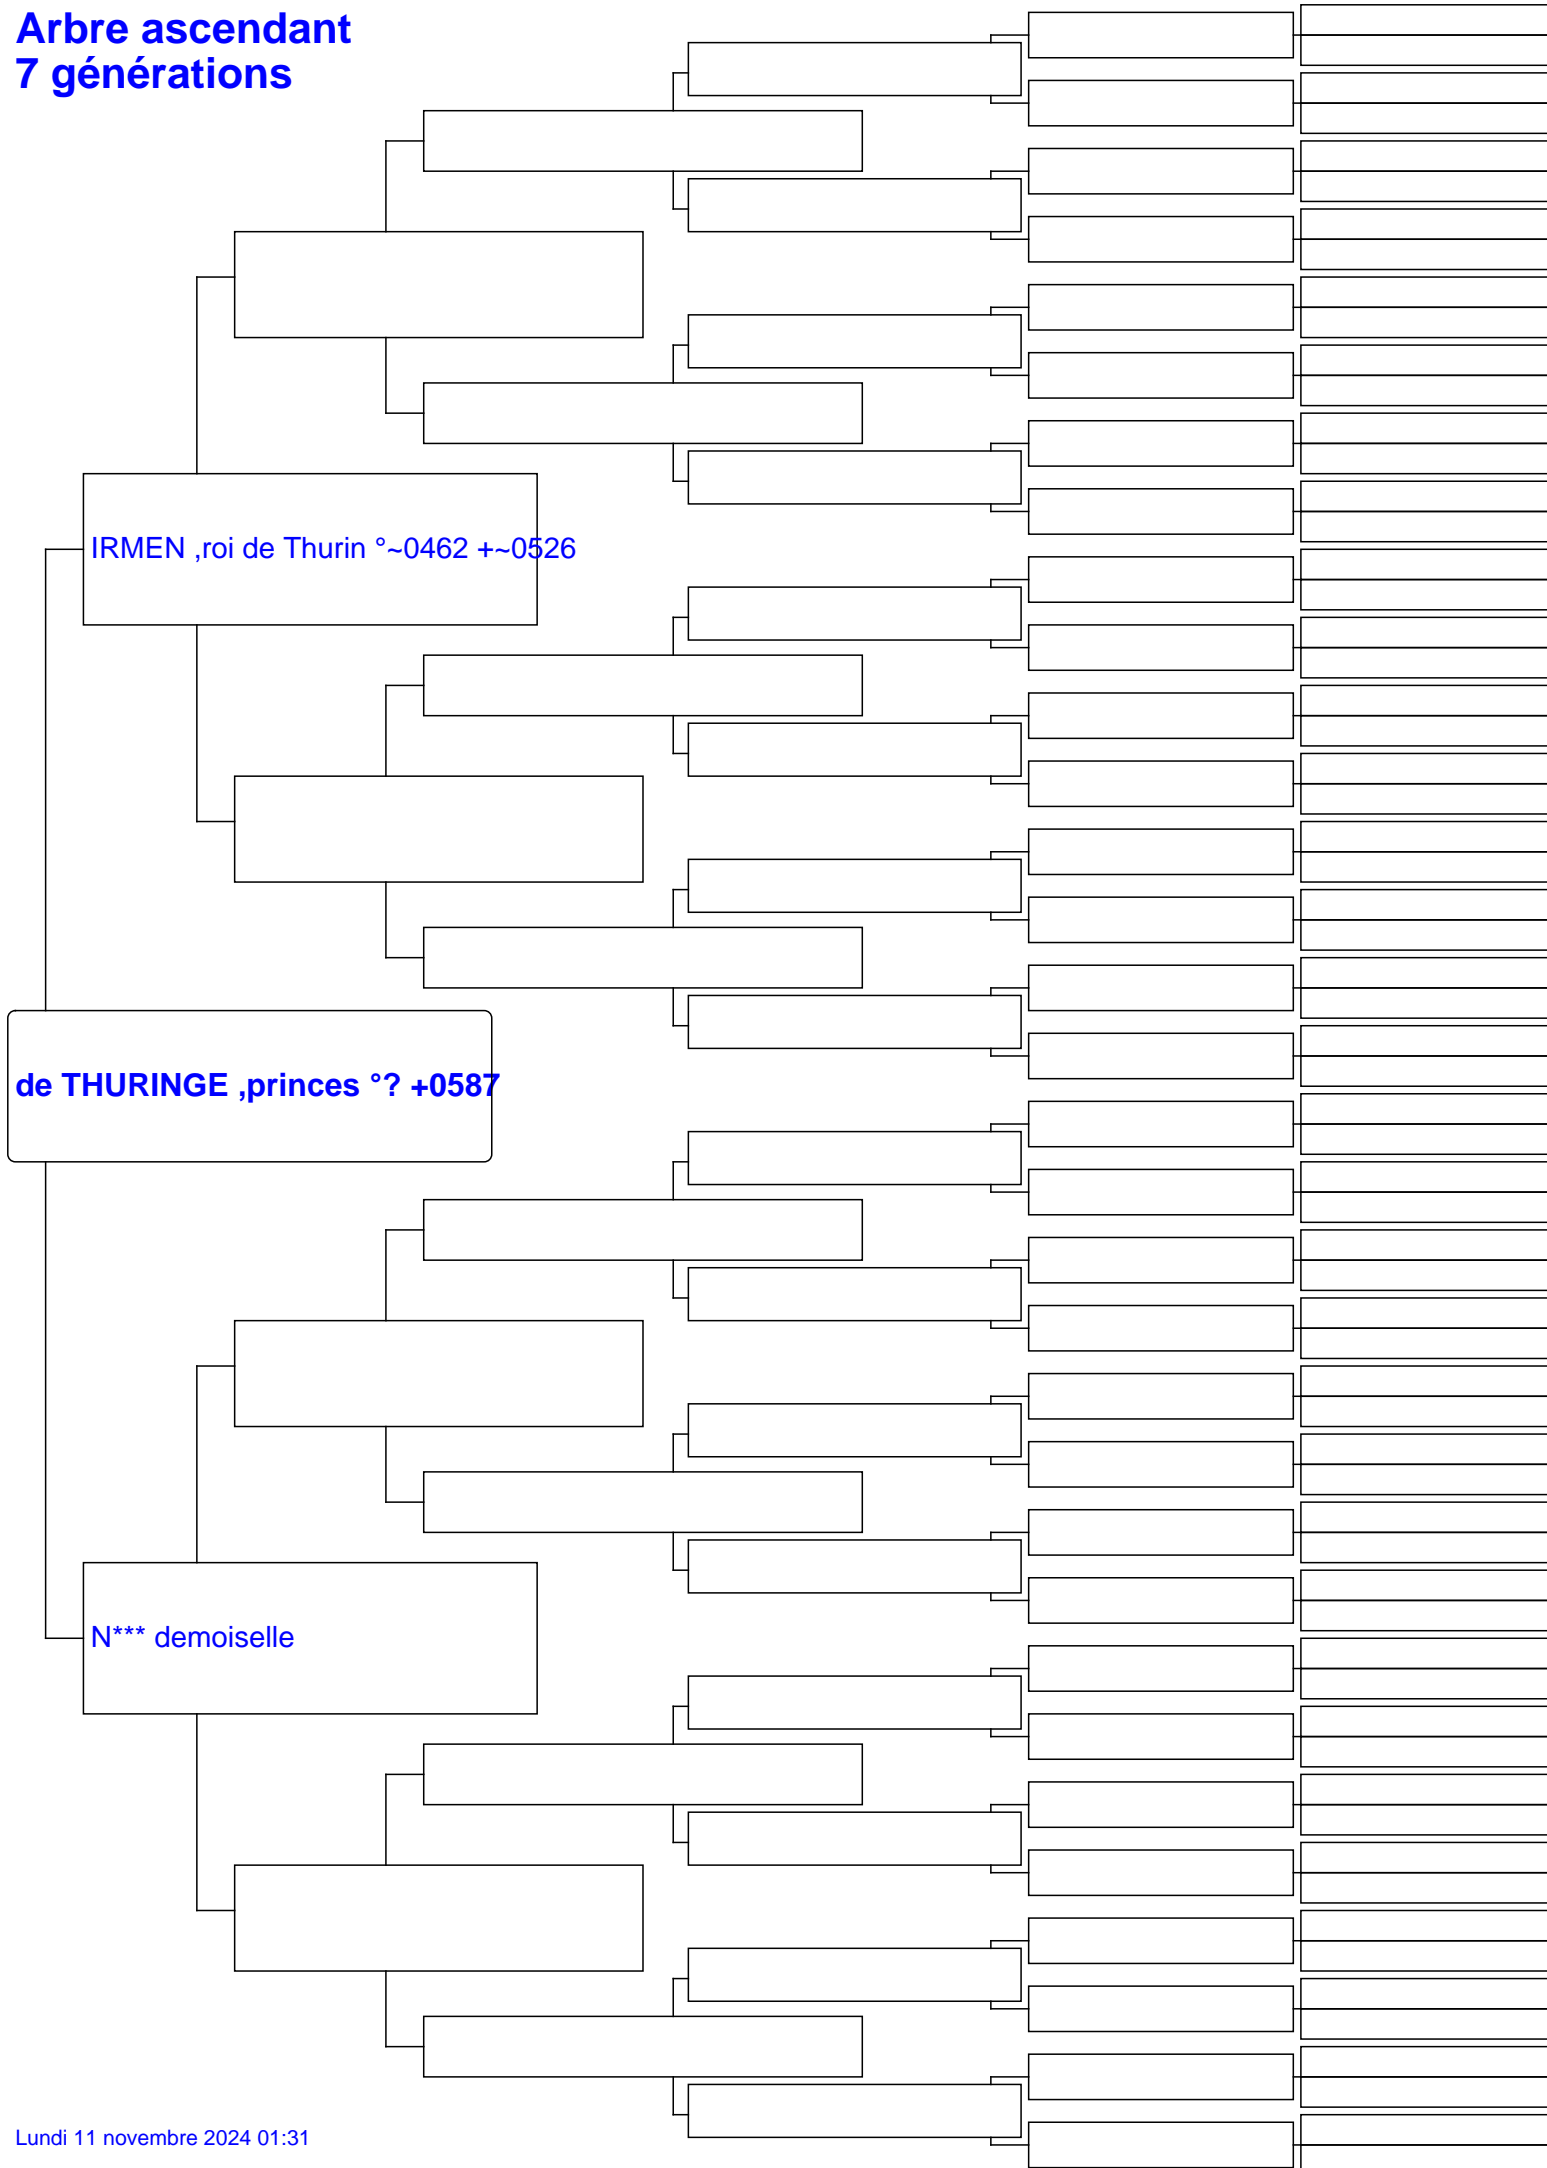 Arbre ascendant
7 générations
IRMEN ,roi de Thurin °~0462 +~0526
de THURINGE ,princes °? +0587
N*** demoiselle
Lundi 11 novembre 2024 01:31